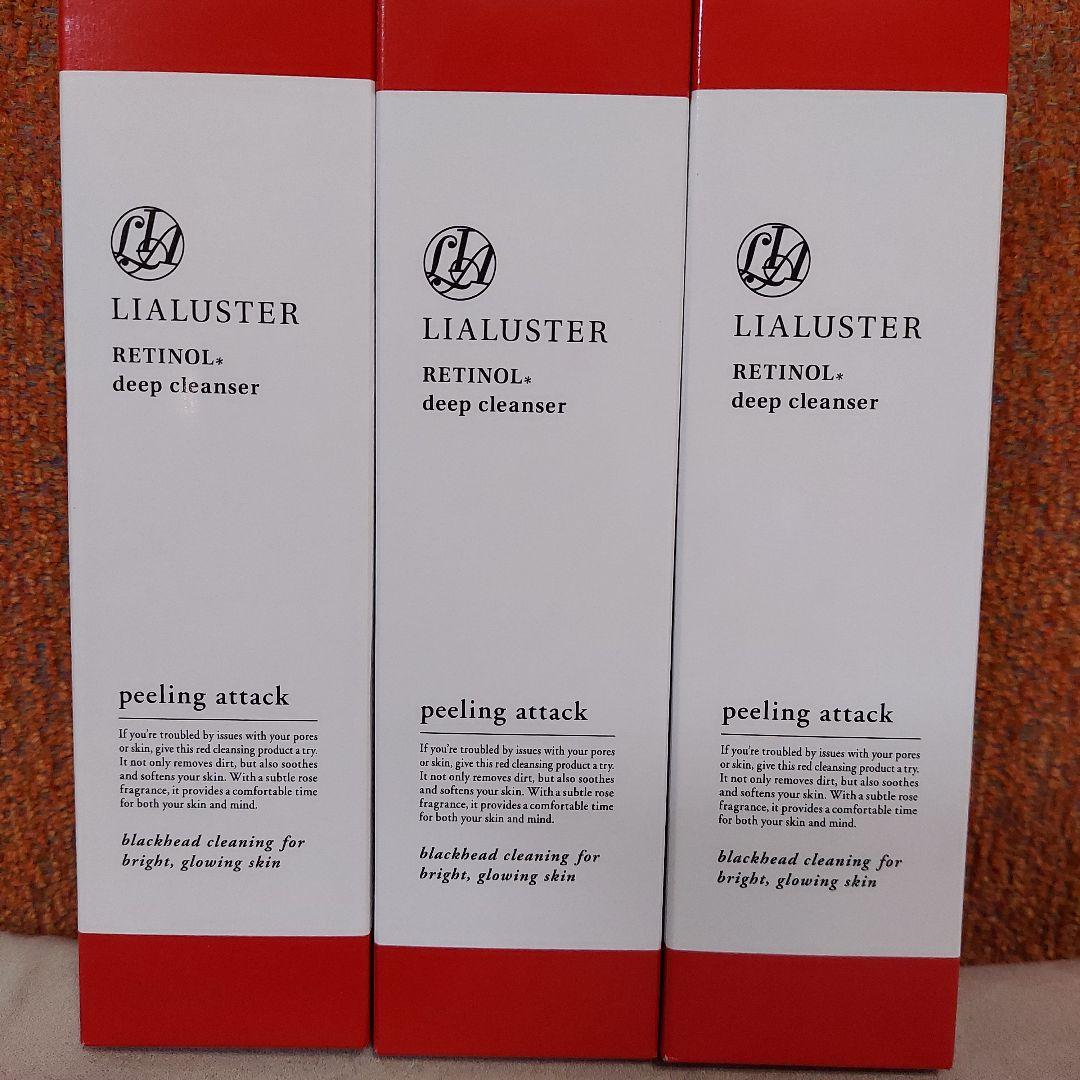 LIA
LIALUSTER
RETINOL*
deep cleanser
peeling attack
If you're troubled by issues with your pores
or skin, give this red cleansing product a try.
It not only removes dirt, but also soothes
and softens your skin. With a subtle rose
fragrance, it provides a comfortable time
for both your skin and mind.
blackhead cleaning for
bright, glowing skin
LIA
LIALUSTER
RETINOL*
deep cleanser
peeling attack
If you're troubled by issues with your pores
or skin, give this red cleansing product a try.
It not only removes dirt, but also soothes
and softens your skin. With a subtle rose
fragrance, it provides a comfortable time
for both your skin and mind.
blackhead cleaning for
bright, glowing skin
LIA
LIALUSTER
RETINOL*
deep cleanser
peeling attack
If you're troubled by issues with your pores
or skin, give this red cleansing product a try.
It not only removes dirt, but also soothes
and softens your skin. With a subtle rose
fragrance, it provides a comfortable time
for both your skin and mind.
blackhead cleaning for
bright, glowing skin